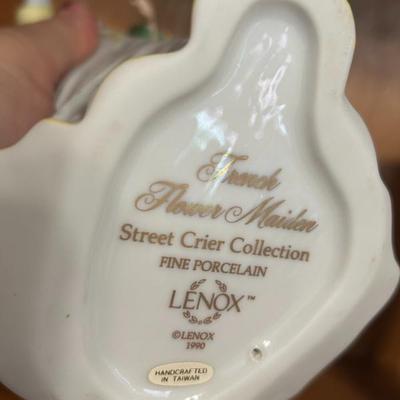 French
Flower Maiden
Street Crier Collection
FINE PORCELAIN
LENOX™
©LENOX
1990
HANDCRAFTED
IN TAIWAN